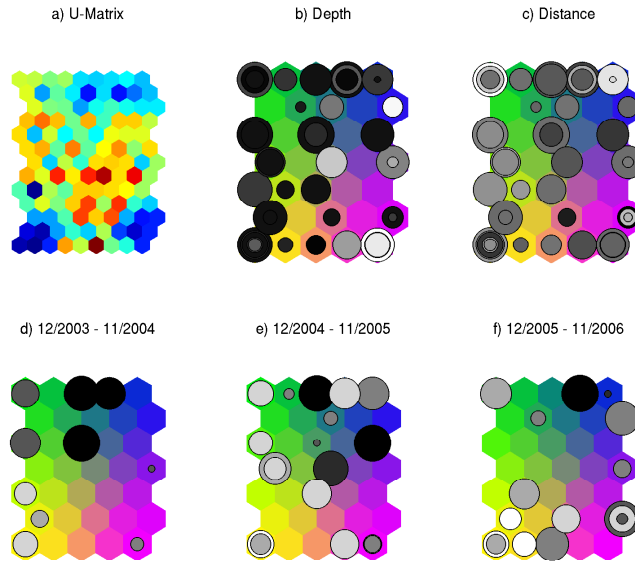 a) U-Matrix
b) Depth
c) Distance
d) 12/2003 - 11/2004
e) 12/2004 - 11/2005
f) 12/2005 - 11/2006